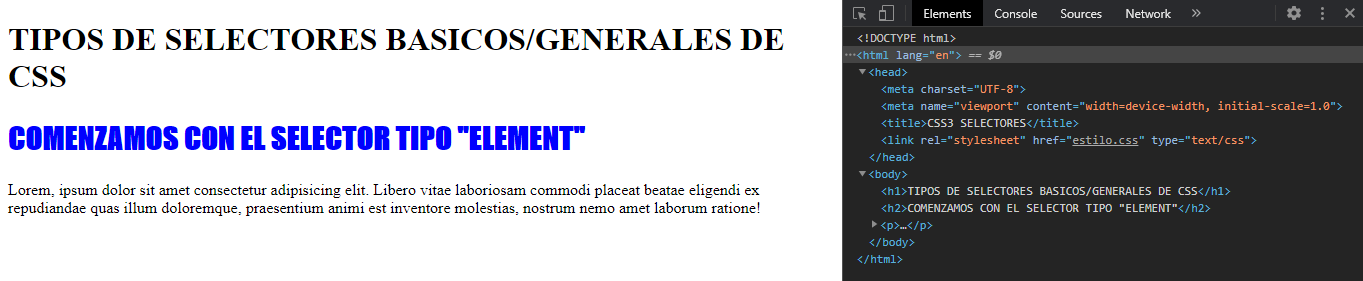 TIPOS DE SELECTORES BASICOS/GENERALES DE
CSS
COMENZAMOS CON EL SELECTOR TIPO "ELEMENT"
Lorem, ipsum dolor sit amet consectetur adipisicing elit. Libero vitae laboriosam commodi placeat beatae eligendi ex
repudiandae quas illum doloremque, praesentium animi est inventore molestias, nostrum nemo amet laborum ratione!
Elements Console Sources Network »
<!DOCTYPE html>
<html lang="en"> == $0
<head>
<meta charset="UTF-8">
<meta name="viewport" content="width=device-width, initial-scale=1.0">
<title>CSS3 SELECTORES</title>
<link rel="stylesheet" href="estilo.css" type="text/css">
</head>
<body>
<h1>TIPOS DE SELECTORES BASICOS/GENERALES DE CSS</h1>
<h2>COMENZAMOS CON EL SELECTOR TIPO "ELEMENT"</h2>
<p>…</p>
</body>
</html>